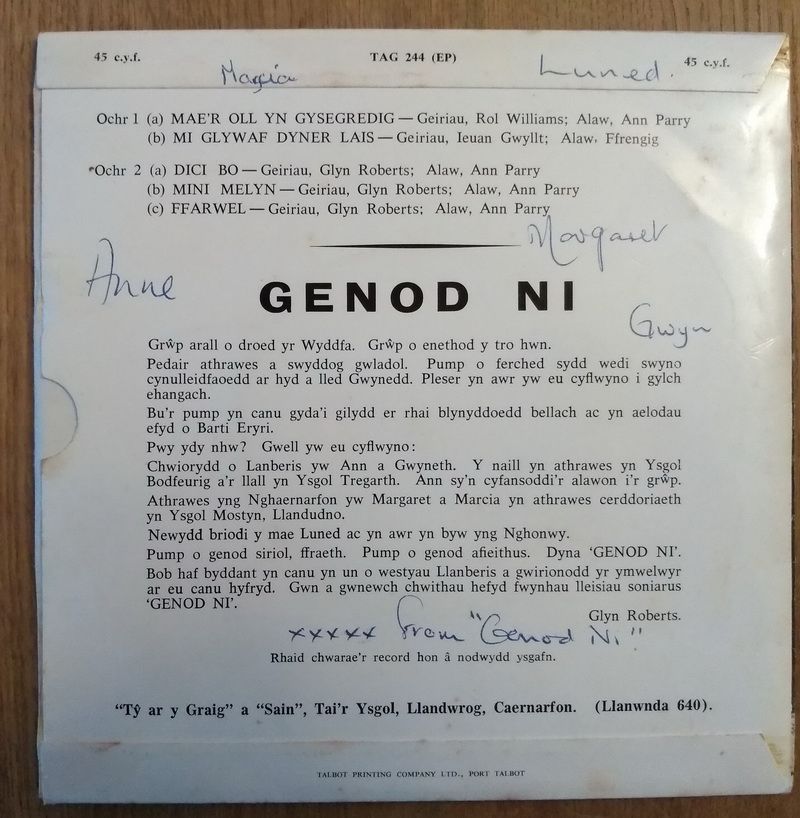 45 c.y.f. TAG 244 (EP) 45 c.y.f.
Marcia Luned.
Ochr 1 (a) MAE'R OLL YN GYSEGREDIG — Geiriau, Rol Williams; Alaw, Ann Parry
(b) MI GLYWAF DYNER LAIS — Geiriau, Ieuan Gwyllt; Alaw, Ffrengig
Ochr 2 (a) DICI BO — Geiriau, Glyn Roberts; Alaw, Ann Parry
(b) MINI MELYN — Geiriau, Glyn Roberts; Alaw, Ann Parry
(c) FFARWEL — Geiriau, Glyn Roberts; Alaw, Ann Parry
Margaret
Anne
GENOD NI
Gwyn
Grŵp arall o droed yr Wyddfa. Grŵp o enethod y tro hwn.
Pedair athrawes a swyddog gwladol. Pump o ferched sydd wedi swyno
cynulleidfaoedd ar hyd a lled Gwynedd. Pleser yn awr yw eu cyflwyno i gylch
ehangach.
Bu'r pump yn canu gyda'i gilydd er rhai blynyddoedd bellach ac yn aelodau
efyd o Barti Eryri.
Pwy ydy nhw? Gwell yw eu cyflwyno:
Chwiorydd o Lanberis yw Ann a Gwyneth. Y naill yn athrawes yn Ysgol
Bodfeurig a'r llall yn Ysgol Tregarth. Ann sy'n cyfansoddi'r alawon i'r grŵp.
Athrawes yng Nghaernarfon yw Margaret a Marcia yn athrawes cerddoriaeth
yn Ysgol Mostyn, Llandudno.
Newydd briodi y mae Luned ac yn awr yn byw yng Nghonwy.
Pump o genod siriol, ffraeth. Pump o genod afieithus. Dyna 'GENOD NI'.
Bob haf byddant yn canu yn un o westyau Llanberis a gwirionodd yr ymwelwyr
ar eu canu hyfryd. Gwn a gwnewch chwithau hefyd fwynhau lleisiau soniarus
'GENOD NI'.
Glyn Roberts.
xxxxx from "Genod Ni"
Rhaid chwarae'r record hon â nodwydd ysgafn.
"Tŷ ar y Graig" a "Sain", Tai'r Ysgol, Llandwrog, Caernarfon. (Llanwnda 640).
TALBOT PRINTING COMPANY LTD., PORT TALBOT